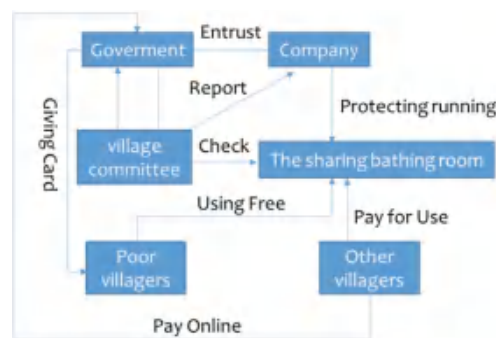 Goverment
Entrust
Company
Report
Giving Card
Protecting running
village
committee
Check
The sharing bathing room
Using Free
Pay for Use
Poor
villagers
Other
villagers
Pay Online